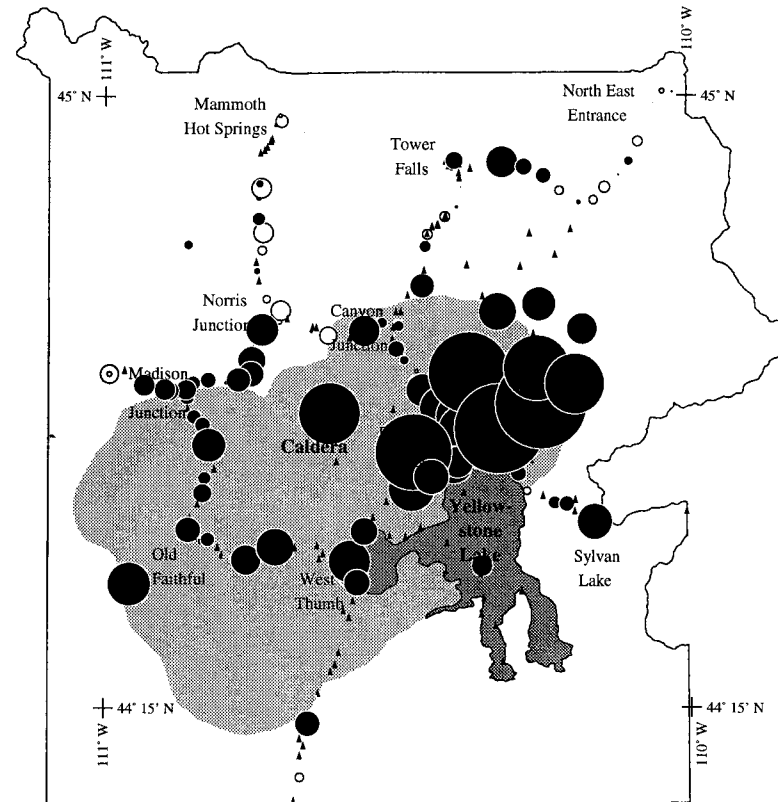 111° W
110° W
45° N
45° N
Mammoth
Hot Springs
North East
Entrance
Tower
Falls
Norris
Junction
Canyon
Junction
Madison
Junction
Caldera
Yellow-
stone
Lake
Old
Faithful
West
Thumb
Sylvan
Lake
44° 15' N
44° 15' N
111° W
110° W